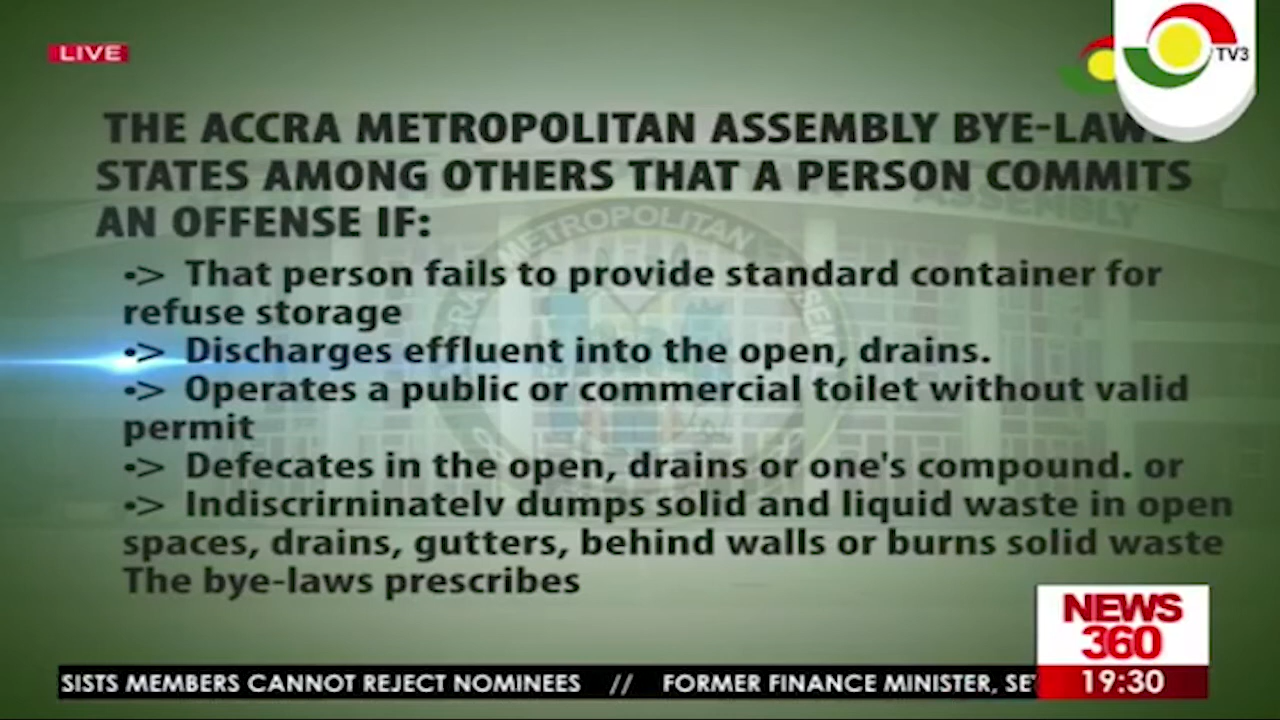 LIVE
TV3
THE ACCRA METROPOLITAN ASSEMBLY BYE-LAWS
STATES AMONG OTHERS THAT A PERSON COMMITS
AN OFFENSE IF:
•> That person fails to provide standard container for
refuse storage
•> Discharges effluent into the open, drains.
•> Operates a public or commercial toilet without valid
permit
•> Defecates in the open, drains or one's compound. or
•> Indiscrirninatelv dumps solid and liquid waste in open
spaces, drains, gutters, behind walls or burns solid waste
The bye-laws prescribes
METROPOLITAN
ASSEMBLY
NEWS
360
19:30
SISTS MEMBERS CANNOT REJECT NOMINEES // FORMER FINANCE MINISTER,